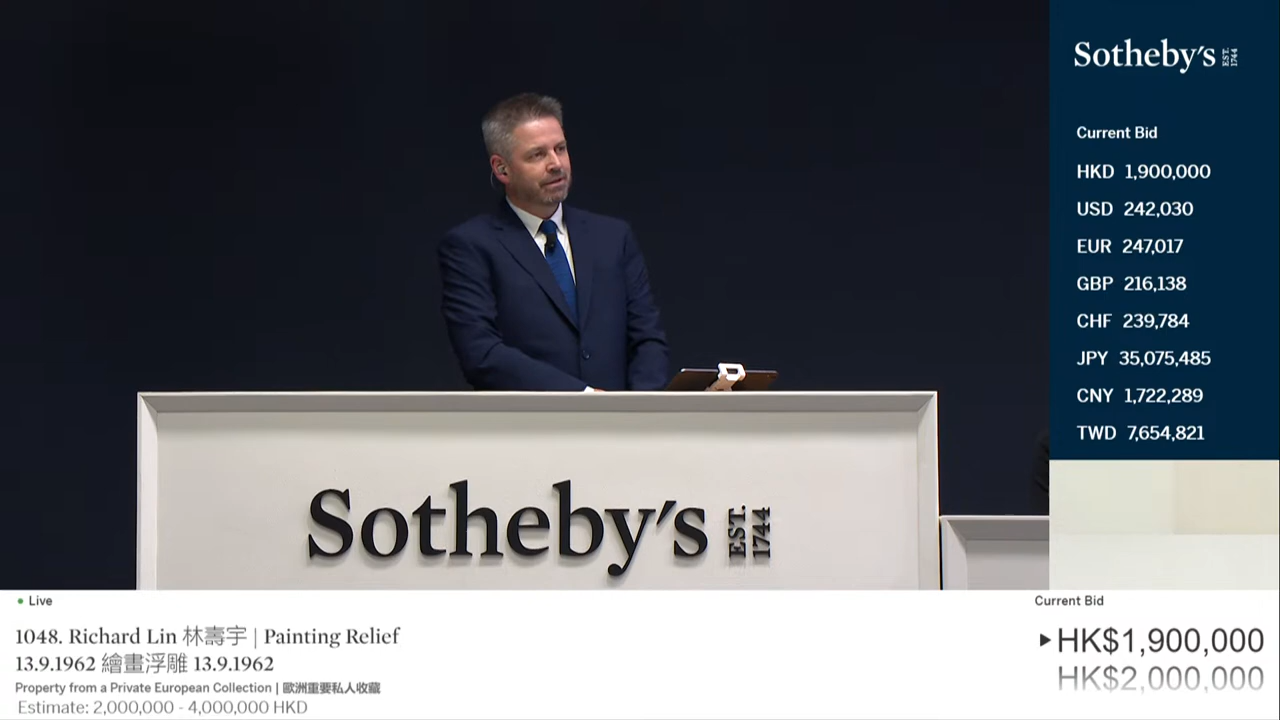 Sotheby's EST. 1744
Current Bid
HKD 1,900,000
USD 242,030
EUR 247,017
GBP 216,138
CHF 239,784
JPY 35,075,485
CNY 1,722,289
TWD 7,654,821
Sotheby's EST. 1744
Live
1048. Richard Lin 林壽宇 | Painting Relief
13.9.1962 繪畫浮雕 13.9.1962
Property from a Private European Collection | 歐洲重要私人收藏
Estimate: 2,000,000 - 4,000,000 HKD
Current Bid
HK$1,900,000
HK$2,000,000